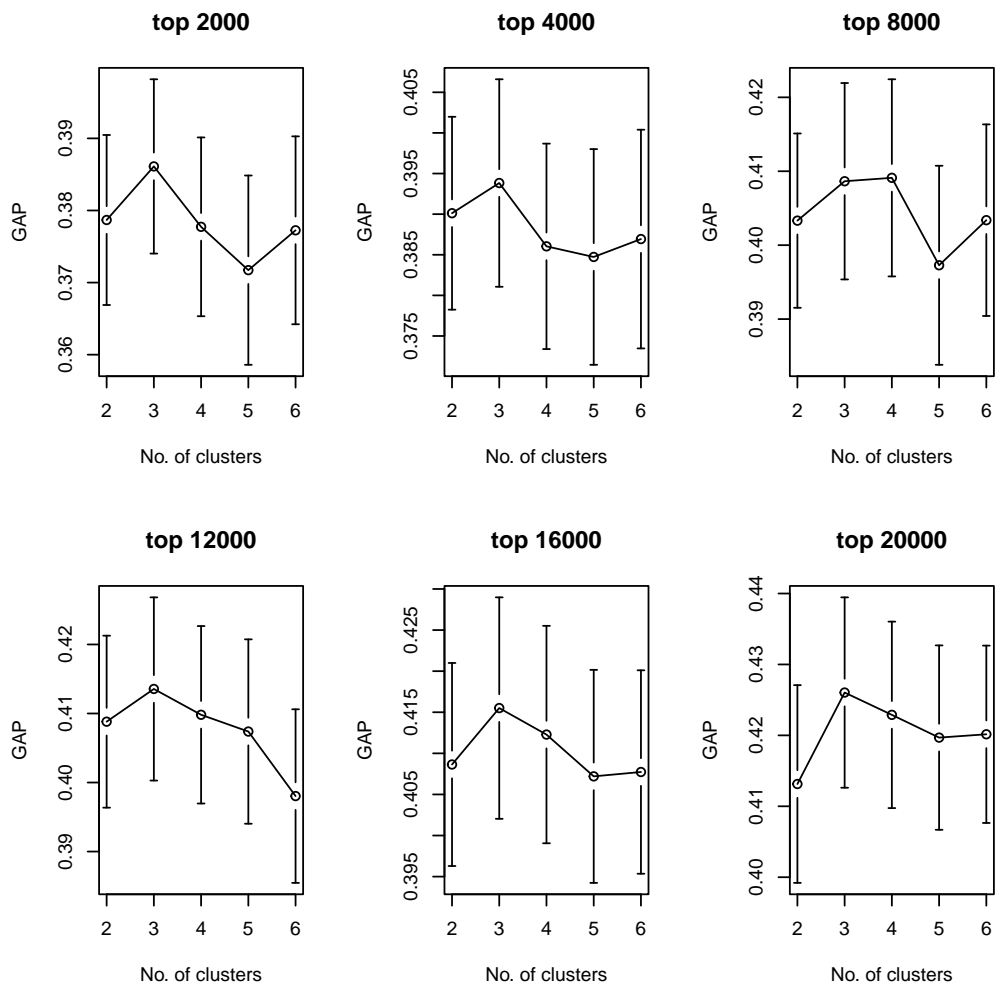 top 2000
GAP
0.36 0.37 0.38 0.39
2 3 4 5 6
No. of clusters
top 4000
GAP
0.375 0.385 0.395 0.405
2 3 4 5 6
No. of clusters
top 8000
GAP
0.39 0.40 0.41 0.42
2 3 4 5 6
No. of clusters
top 12000
GAP
0.39 0.40 0.41 0.42
2 3 4 5 6
No. of clusters
top 16000
GAP
0.395 0.405 0.415 0.425
2 3 4 5 6
No. of clusters
top 20000
GAP
0.40 0.41 0.42 0.43 0.44
2 3 4 5 6
No. of clusters